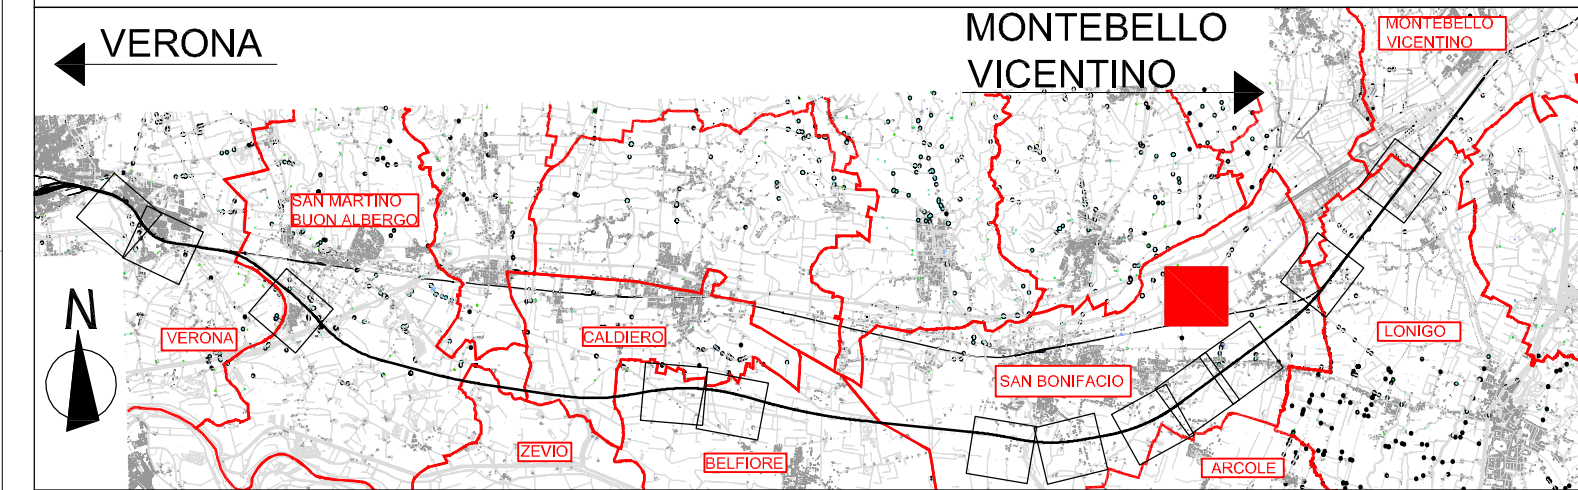 VERONA
MONTEBELLO
VICENTINO
MONTEBELLO
VICENTINO
SAN MARTINO
BUON ALBERGO
N
VERONA
CALDIERO
LONIGO
SAN BONIFACIO
ZEVIO
BELFIORE
ARCOLE